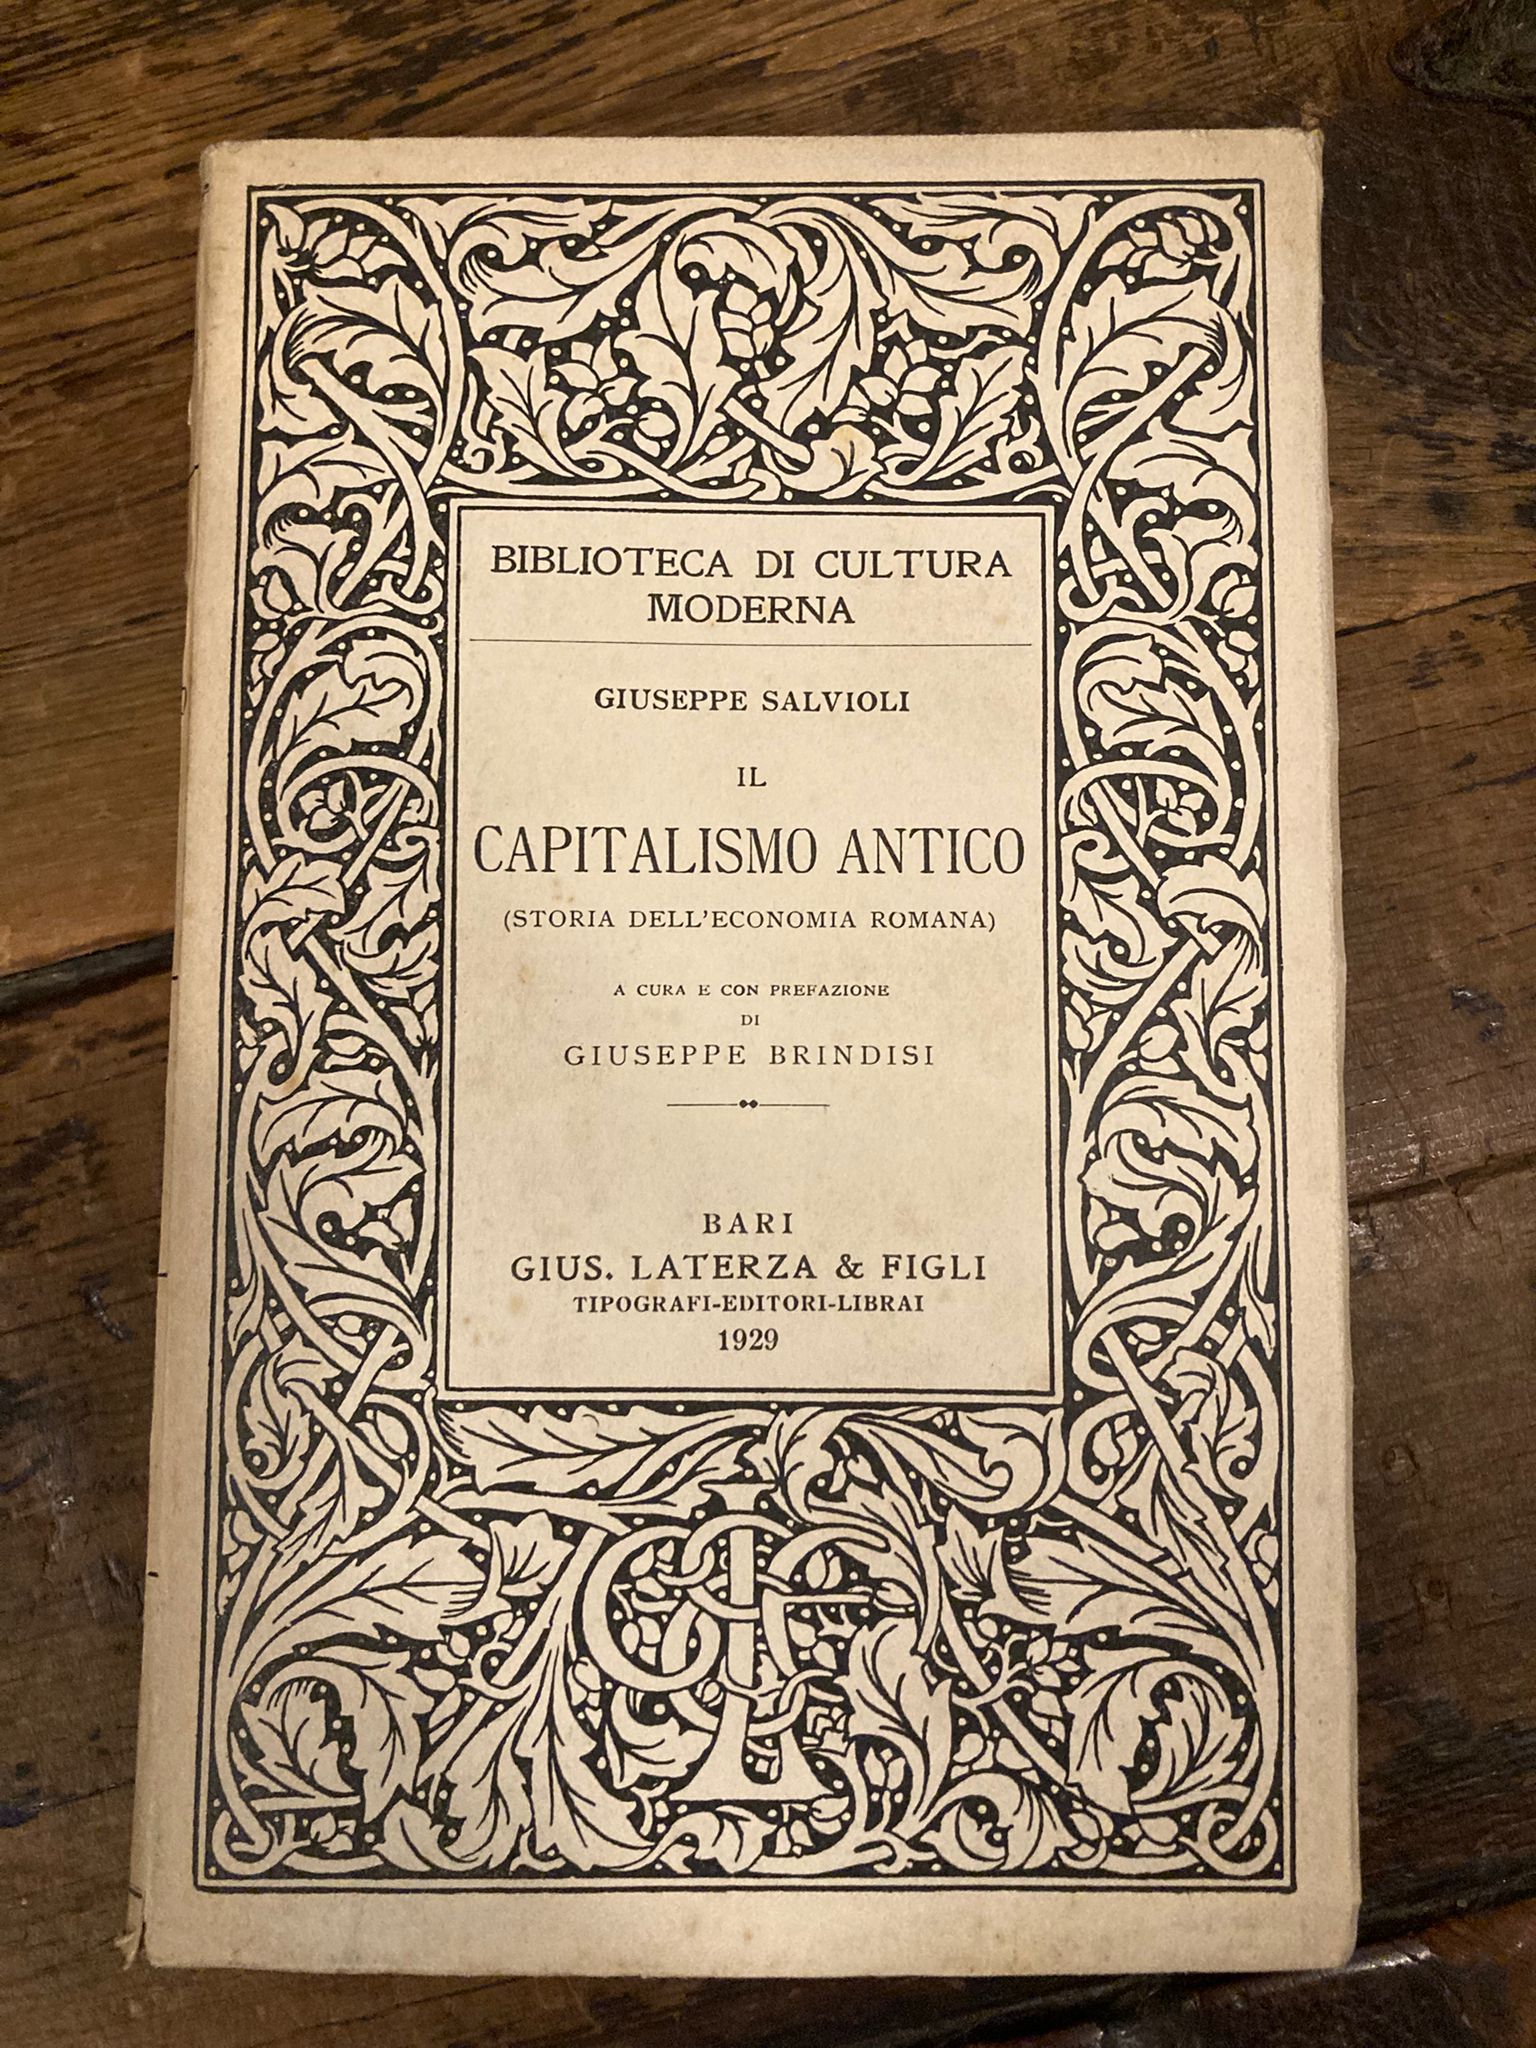 BIBLIOTECA DI CULTURA
MODERNA
GIUSEPPE SALVIOLI
IL
CAPITALISMO ANTICO
(STORIA DELL'ECONOMIA ROMANA)
A CURA E CON PREFAZIONE
DI
GIUSEPPE BRINDISI
BARI
GIUS. LATERZA & FIGLI
TIPOGRAFI-EDITORI-LIBRAI
1929